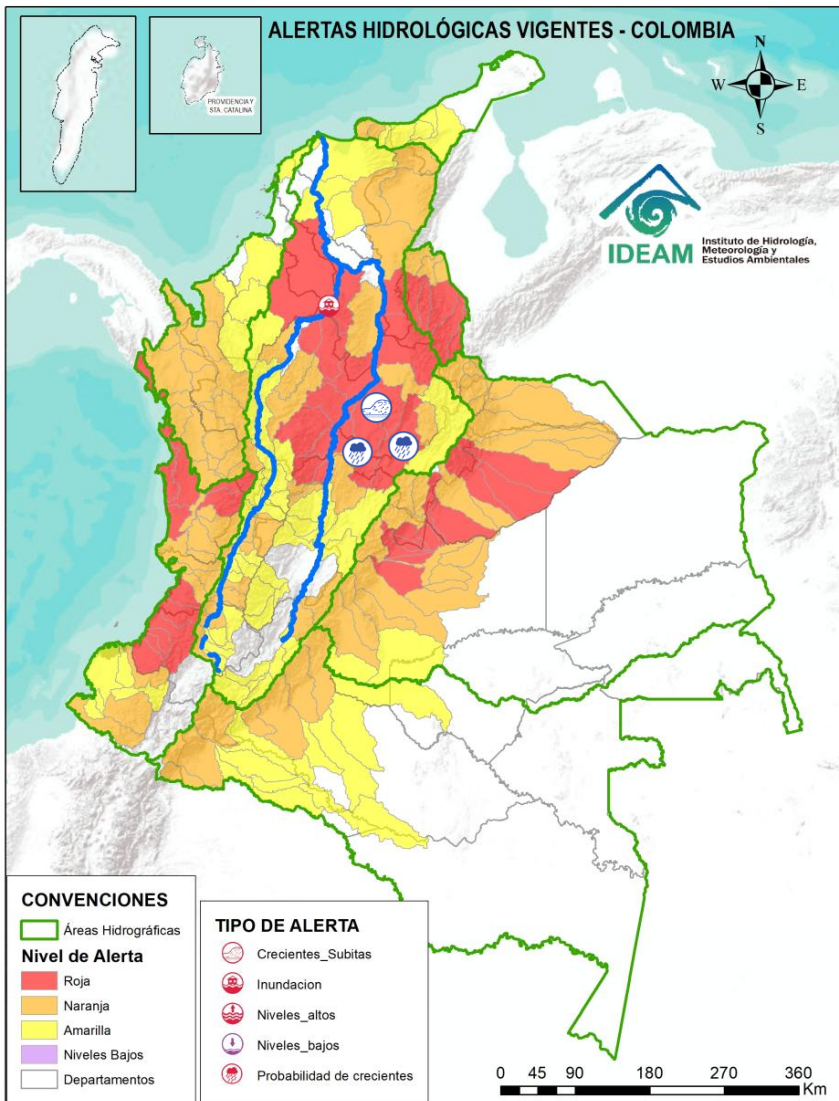 ALERTAS HIDROLÓGICAS VIGENTES - COLOMBIA
PROVIDENCIA Y
STA. CATALINA
N
W
E
S
IDEAM
Instituto de Hidrología,
Meteorología y
Estudios Ambientales
CONVENCIONES
Áreas Hidrográficas
Nivel de Alerta
Roja
Naranja
Amarilla
Niveles Bajos
Departamentos
TIPO DE ALERTA
Crecientes_Subitas
Inundacion
Niveles_altos
Niveles_bajos
Probabilidad de crecientes
0 45 90 180 270 360
Km